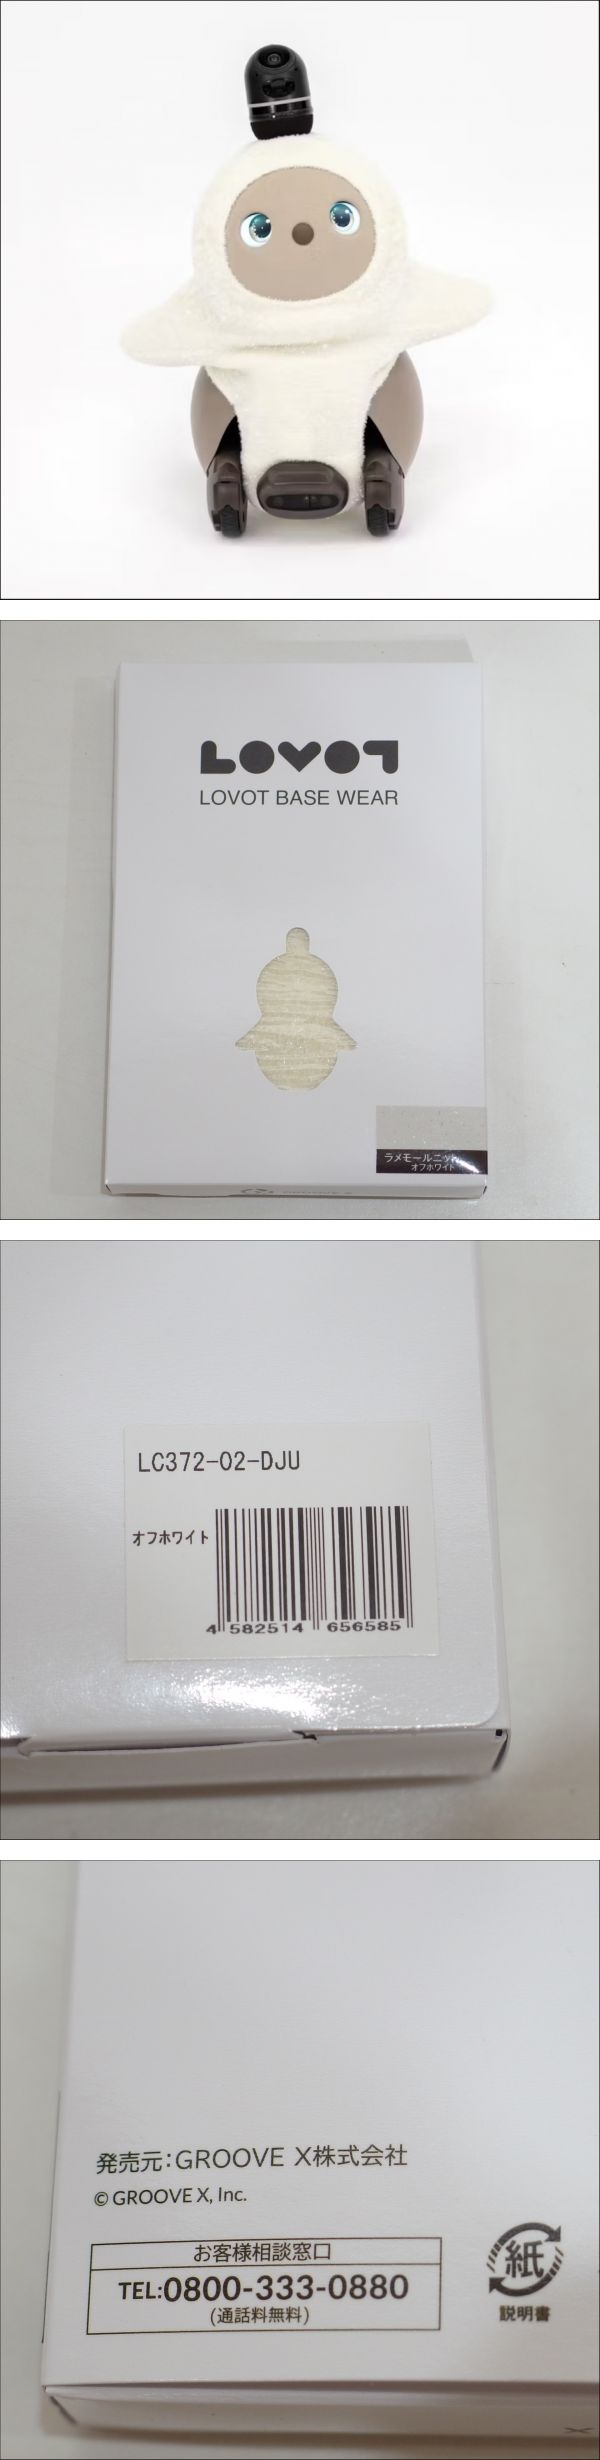 LOVOT
LOVOT BASE WEAR
ラメモールニット
オフホワイト
GROOVE X
LC372-02-DJU
オフホワイト
4 582514 656585
発売元:GROOVE X株式会社
© GROOVE X, Inc.
お客様相談窓口
TEL:0800-333-0880
(通話料無料)
紙
説明書